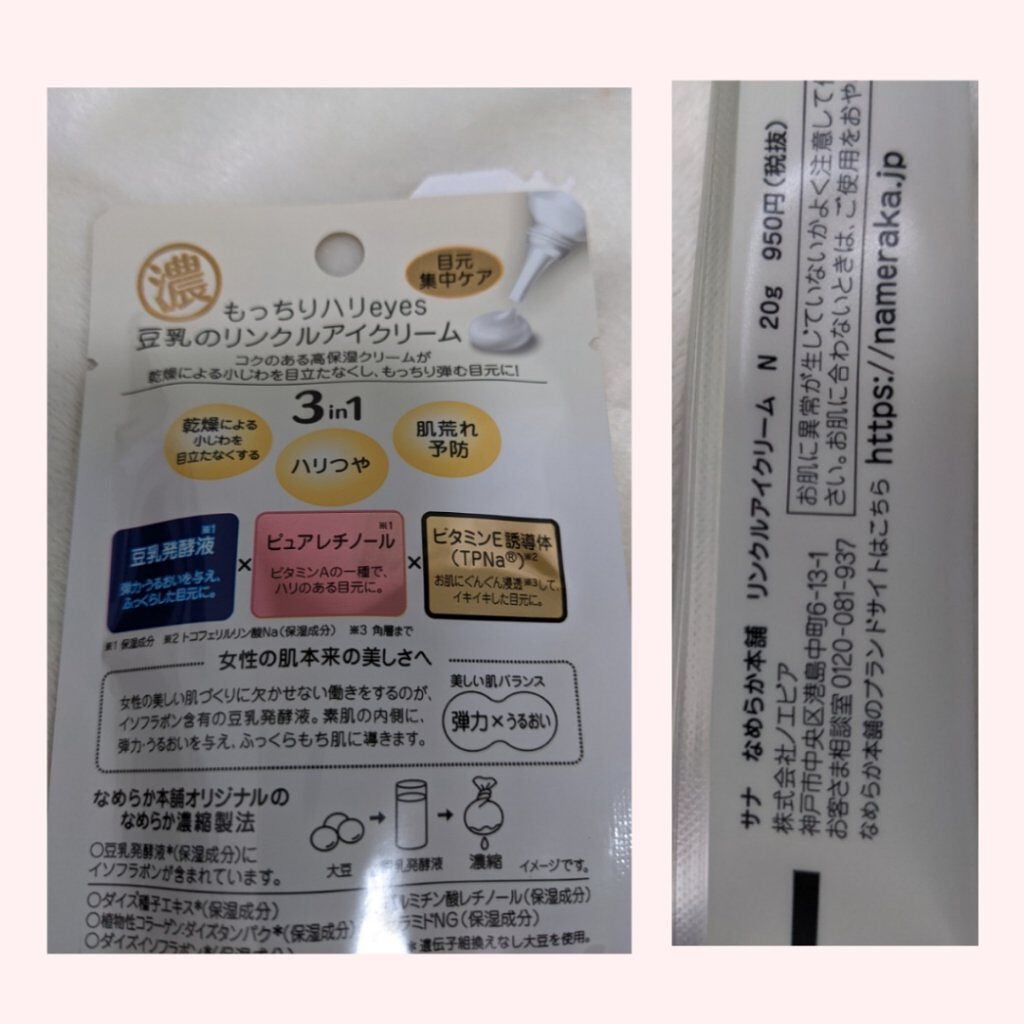 濃
目元
集中ケア
もっちりハリeyes
豆乳のリンクルアイクリーム
コクのある高保湿クリームが
乾燥による小じわを目立たなくし、もっちり弾む目元に!
3in1
乾燥による
小じわを
目立たなくする
ハリつや
肌荒れ
予防
豆乳発酵液※1
弾力・うるおいを与え、
ふっくらした目元に。
×
ピュアレチノール※1
ビタミンAの一種で、
ハリのある目元に。
×
ビタミンE誘導体
(TPNa®)※2
お肌にぐんぐん浸透※3して、
イキイキした目元に。
※1 保湿成分 ※2 トコフェリルリン酸Na(保湿成分) ※3 角層まで
女性の肌本来の美しさへ
女性の美しい肌づくりに欠かせない働きをするのが、
イソフラボン含有の豆乳発酵液。素肌の内側に、
弾力・うるおいを与え、ふっくらもち肌に導きます。
美しい肌バランス
弾力×うるおい
なめらか本舗オリジナルの
なめらか濃縮製法
○豆乳発酵液*(保湿成分)に
イソフラボンが含まれています。
大豆
乳発酵液
濃縮
イメージです。
○ダイズ種子エキス*(保湿成分)
○植物性コラーゲン・ダイズタンパク*(保湿成分)
○ダイズイソフラボン*(保湿成分)
ルミチン酸レチノール(保湿成分)
ラミドNG(保湿成分)
*遺伝子組換えなし大豆を使用。
サナ なめらか本舗 リンクルアイクリーム N 20g 950円(税抜)
株式会社ノエビア
神戸市中央区港島中町6-13-1
お客さま相談室 0120-081-937
なめらか本舗のブランドサイトはこちら https://nameraka.jp
お肌に異常が生じていないかよく注意して
さい。お肌に合わないときは、ご使用をおや